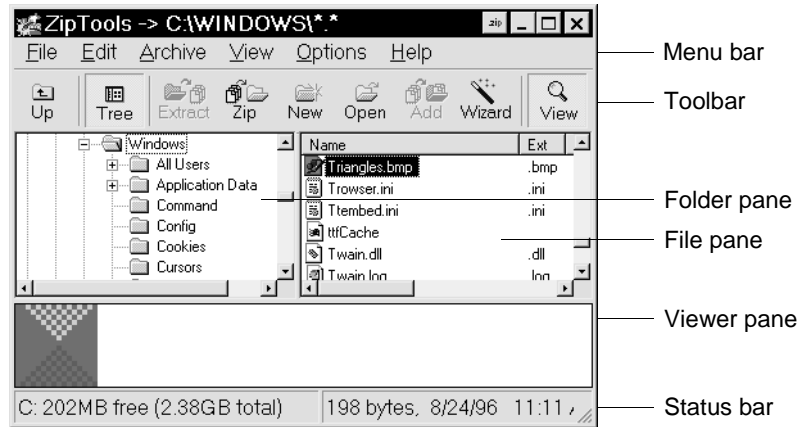 ZipTools -> C:\WINDOWS\*.*
zip
File Edit Archive View Options Help
Menu bar
Up Tree Extract Zip New Open Add Wizard View
Toolbar
Windows
All Users
Application Data
Command
Config
Cookies
Cursors
Name Ext
Triangles.bmp .bmp
Trowser.ini .ini
Ttembed.ini .ini
ttfCache
Twain.dll .dll
Twain.log .log
Folder pane
File pane
Viewer pane
C: 202MB free (2.38GB total) 198 bytes, 8/24/96 11:11
Status bar